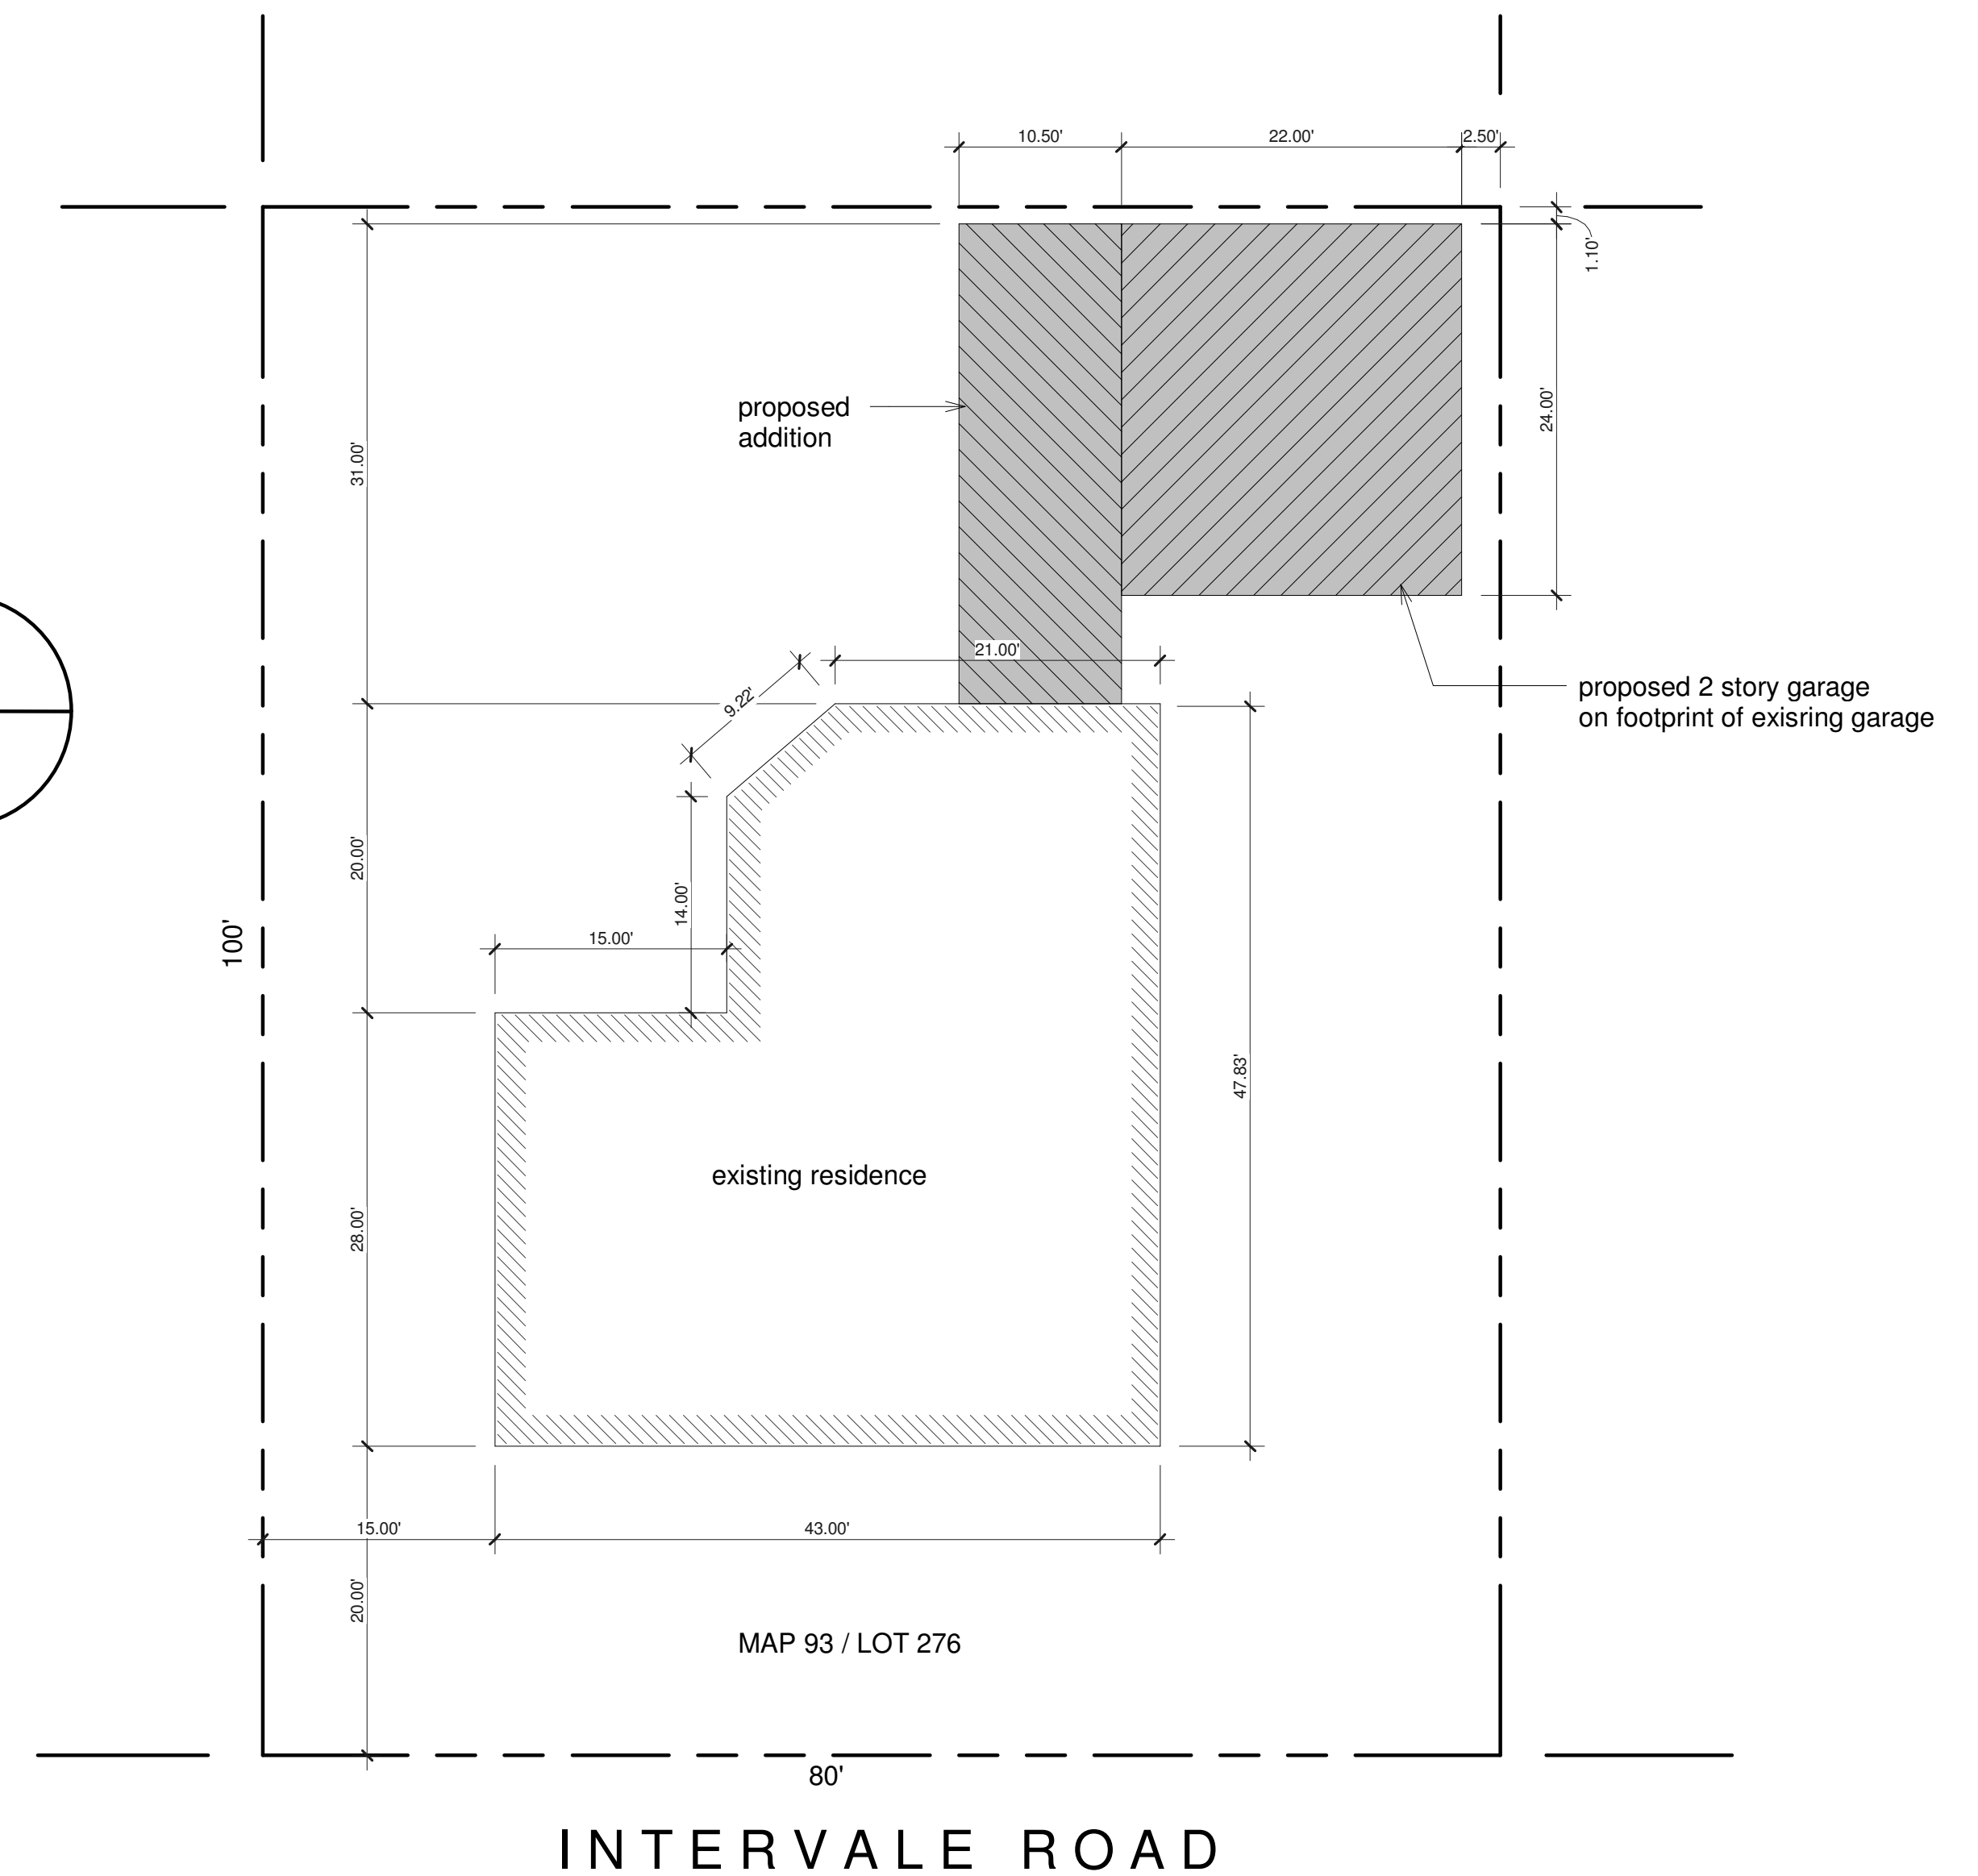 10.50'
22.00'
2.50'
1.10'
24.00'
31.00'
proposed
addition
21.00'
9.22'
proposed 2 story garage
on footprint of exisring garage
20.00'
14.00'
15.00'
100'
47.83'
existing residence
28.00'
15.00'
43.00'
20.00'
MAP 93 / LOT 276
80'
INTERVALE ROAD